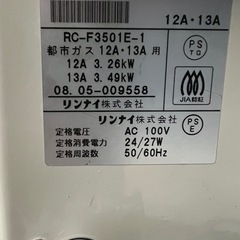 12A・13A
RC-F3501E-1
都市ガス 12A・13A 用
12A 3.26kW
13A 3.49kW
08.05-009558
リンナイ株式会社
PS
TG
JIA認証
リンナイ株式会社
定格電圧 AC 100V
定格消費電力 24/27W
定格周波数 50/60Hz
PS
E